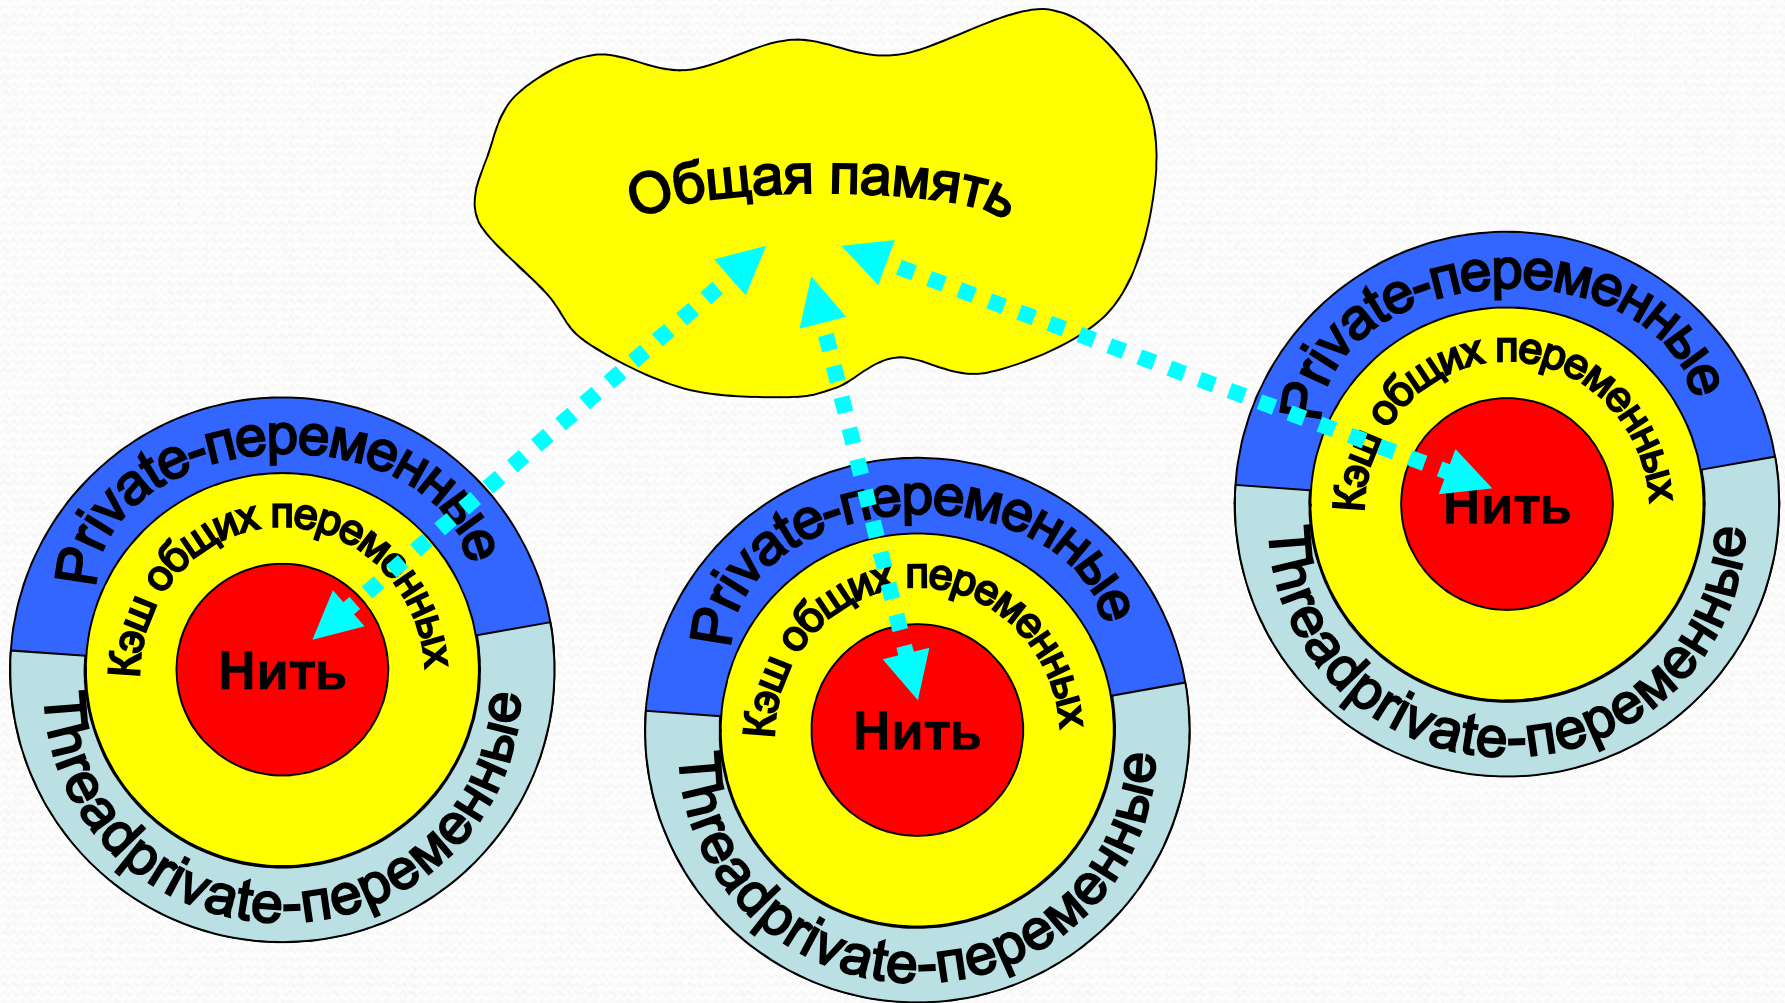 Общая память
Private-переменные
Кэш общих переменных
Нить
Threadprivate-переменные
Private-переменные
Кэш общих переменных
Нить
Threadprivate-переменные
Private-переменные
Кэш общих переменных
Нить
Threadprivate-переменные